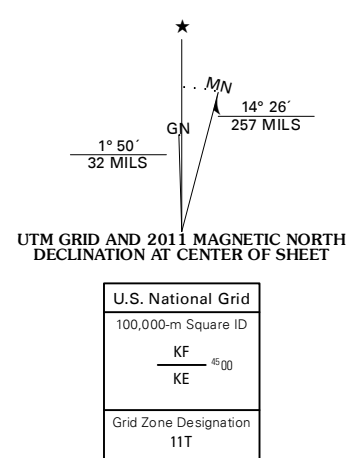 ★
MN
14° 26´
257 MILS
GN
1° 50´
32 MILS
UTM GRID AND 2011 MAGNETIC NORTH
DECLINATION AT CENTER OF SHEET
U.S. National Grid
100,000-m Square ID
KF
4500
KE
Grid Zone Designation
11T